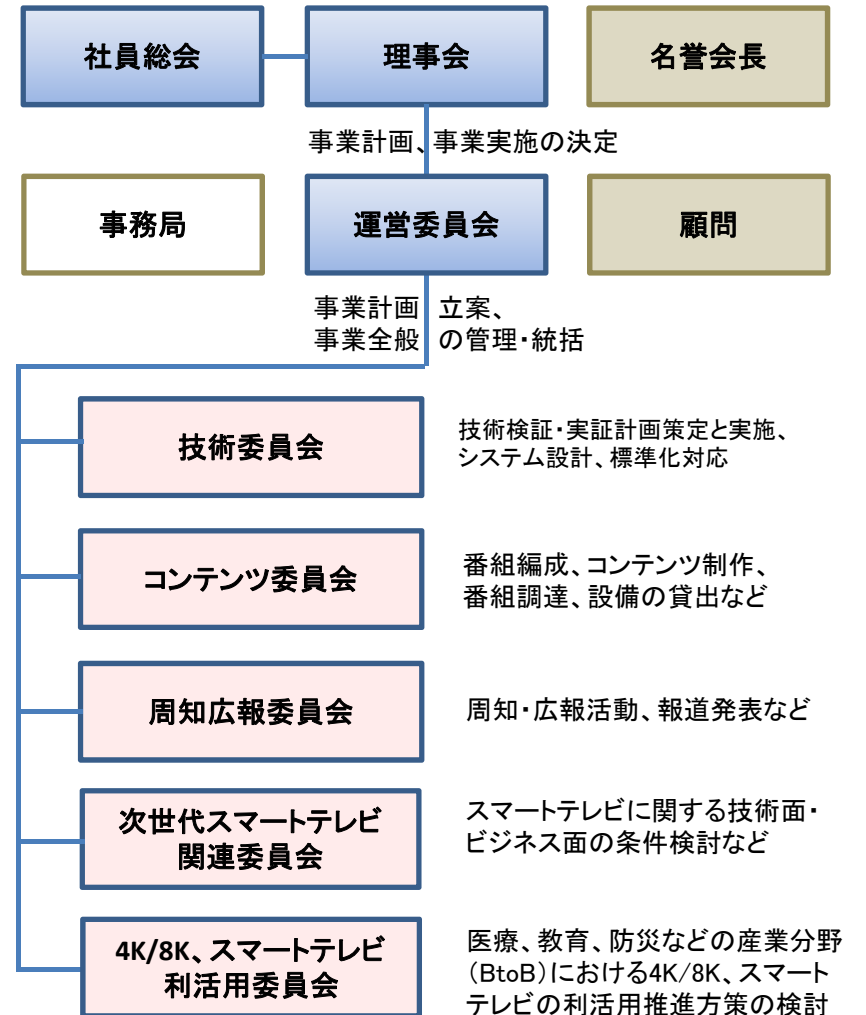 社員総会
理事会
名誉会長
事業計画、事業実施の決定
事務局
運営委員会
顧問
事業計画 立案、
事業全般 の管理・統括
技術委員会
技術検証・実証計画策定と実施、
システム設計、標準化対応
コンテンツ委員会
番組編成、コンテンツ制作、
番組調達、設備の貸出など
周知広報委員会
周知・広報活動、報道発表など
次世代スマートテレビ
関連委員会
スマートテレビに関する技術面・
ビジネス面の条件検討など
4K/8K、スマートテレビ
利活用委員会
医療、教育、防災などの産業分野
（BtoB）における4K/8K、スマート
テレビの利活用推進方策の検討